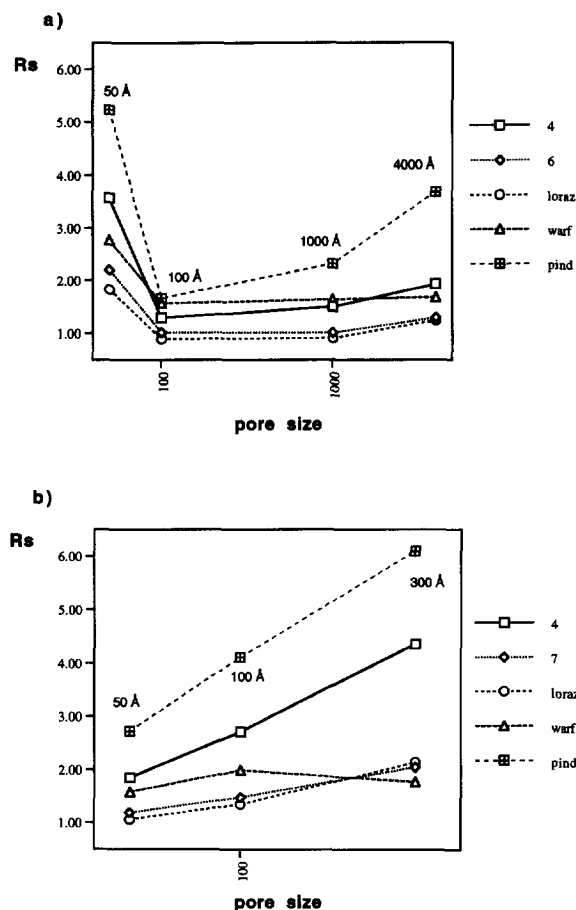 a)
Rs
6.00
5.00
4.00
3.00
2.00
1.00
50 Å
100 Å
1000 Å
4000 Å
100
1000
pore size
4
6
loraz
warf
pind
b)
Rs
6.00
5.00
4.00
3.00
2.00
1.00
50 Å
100 Å
300 Å
100
pore size
4
7
loraz
warf
pind